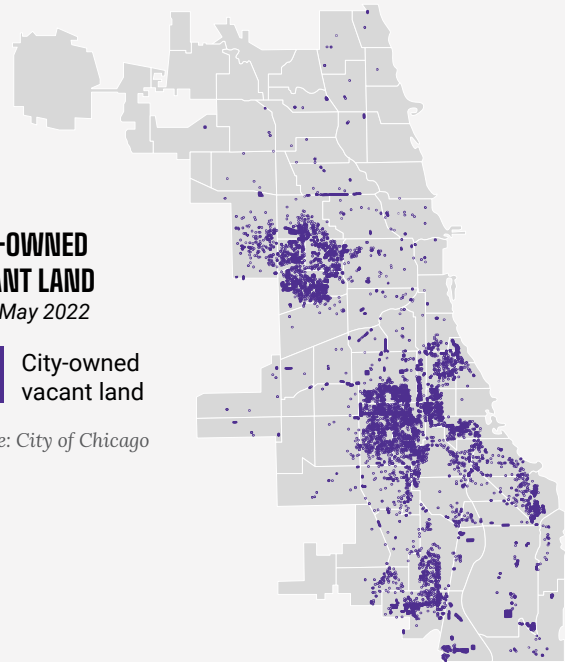 -OWNED
ANT LAND
May 2022
City-owned
vacant land
e: City of Chicago